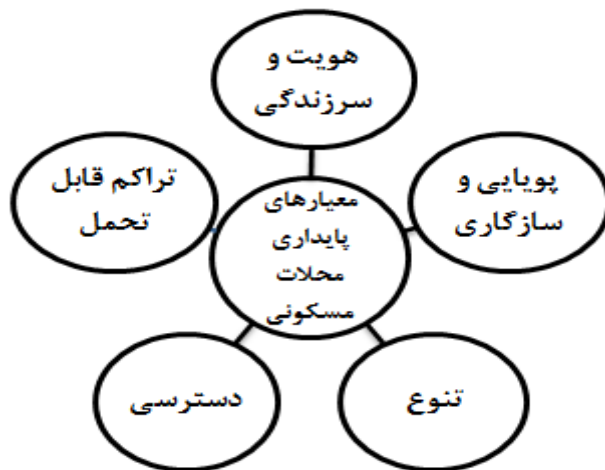 هویت و
سرزندگی
پویایی و
سازگاری
تراکم قابل
تحمل
معیارهای
پایداری
محلات
مسکونی
تنوع
دسترسی